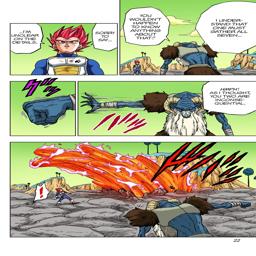 I UNDER-
STAND THAT
ONE MUST
GATHER ALL
SEVEN...
YOU
WOULDN'T
HAPPEN
TO KNOW
ANYTHING
ABOUT
THAT?
SORRY
TO
SAY...
...I'M
UNCLEAR
ON THE
DETAILS.
HMPH.
AS I THOUGHT,
YOU TWO ARE
INCONSE-
QUENTIAL.
!
22